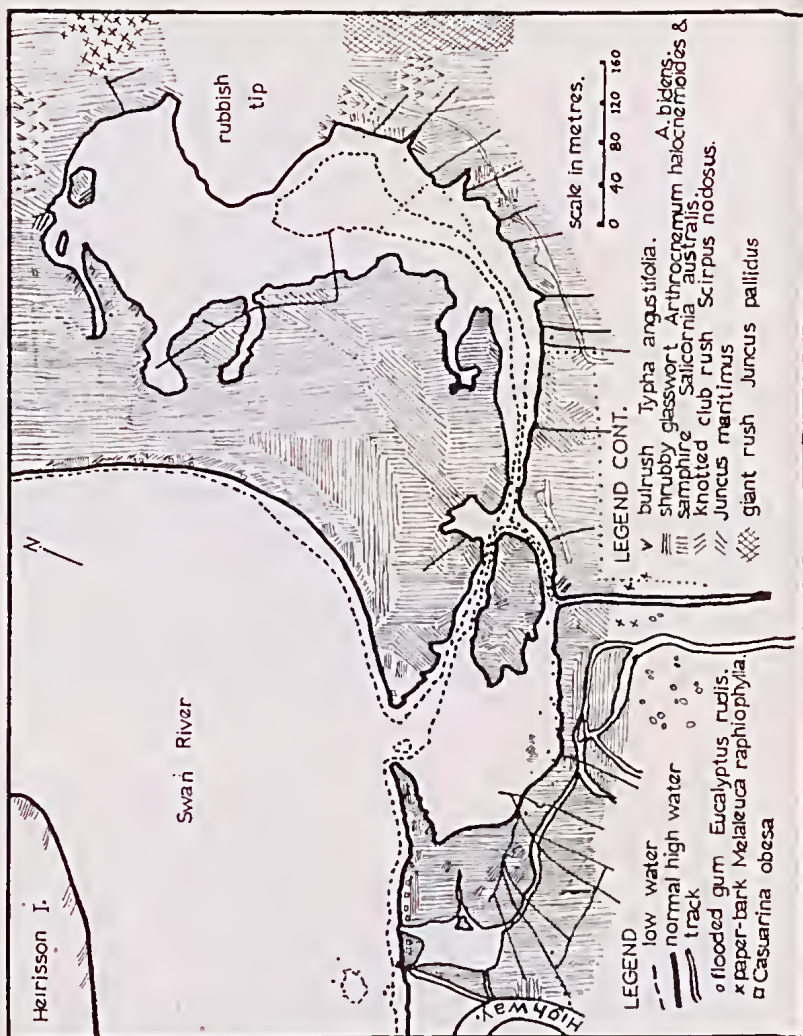 Heirisson I.
Swan River
N
rubbish
tip
Highway.
scale in metres.
0 40 80 120 160
LEGEND
low water
normal high water
track
flooded gum Eucalyptus rudis.
paper-bark Melaleuca raphiophylla.
Casuarina obesa
LEGEND CONT.
bulrush Typha angustifolia.
shrubby glasswort Arthrocnemum halocnemoides &
A. bidens.
samphire Salicornia australis.
knotted club rush Scirpus nodosus.
Juncus maritimus
giant rush Juncus pallidus